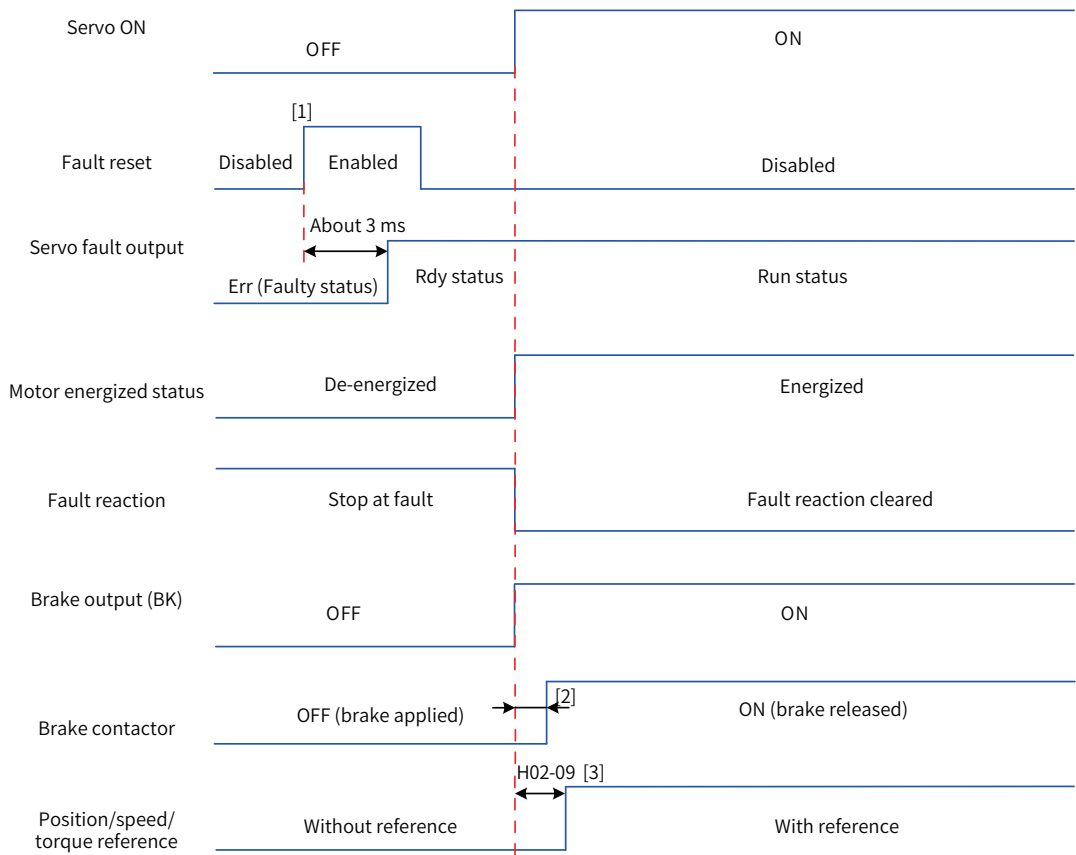 Servo ON
OFF
ON
[1]
Fault reset
Disabled
Enabled
Disabled
About 3 ms
Servo fault output
Err (Faulty status)
Rdy status
Run status
Motor energized status
De-energized
Energized
Fault reaction
Stop at fault
Fault reaction cleared
Brake output (BK)
OFF
ON
[2]
Brake contactor
OFF (brake applied)
ON (brake released)
H02-09 [3]
Position/speed/
torque reference
Without reference
With reference